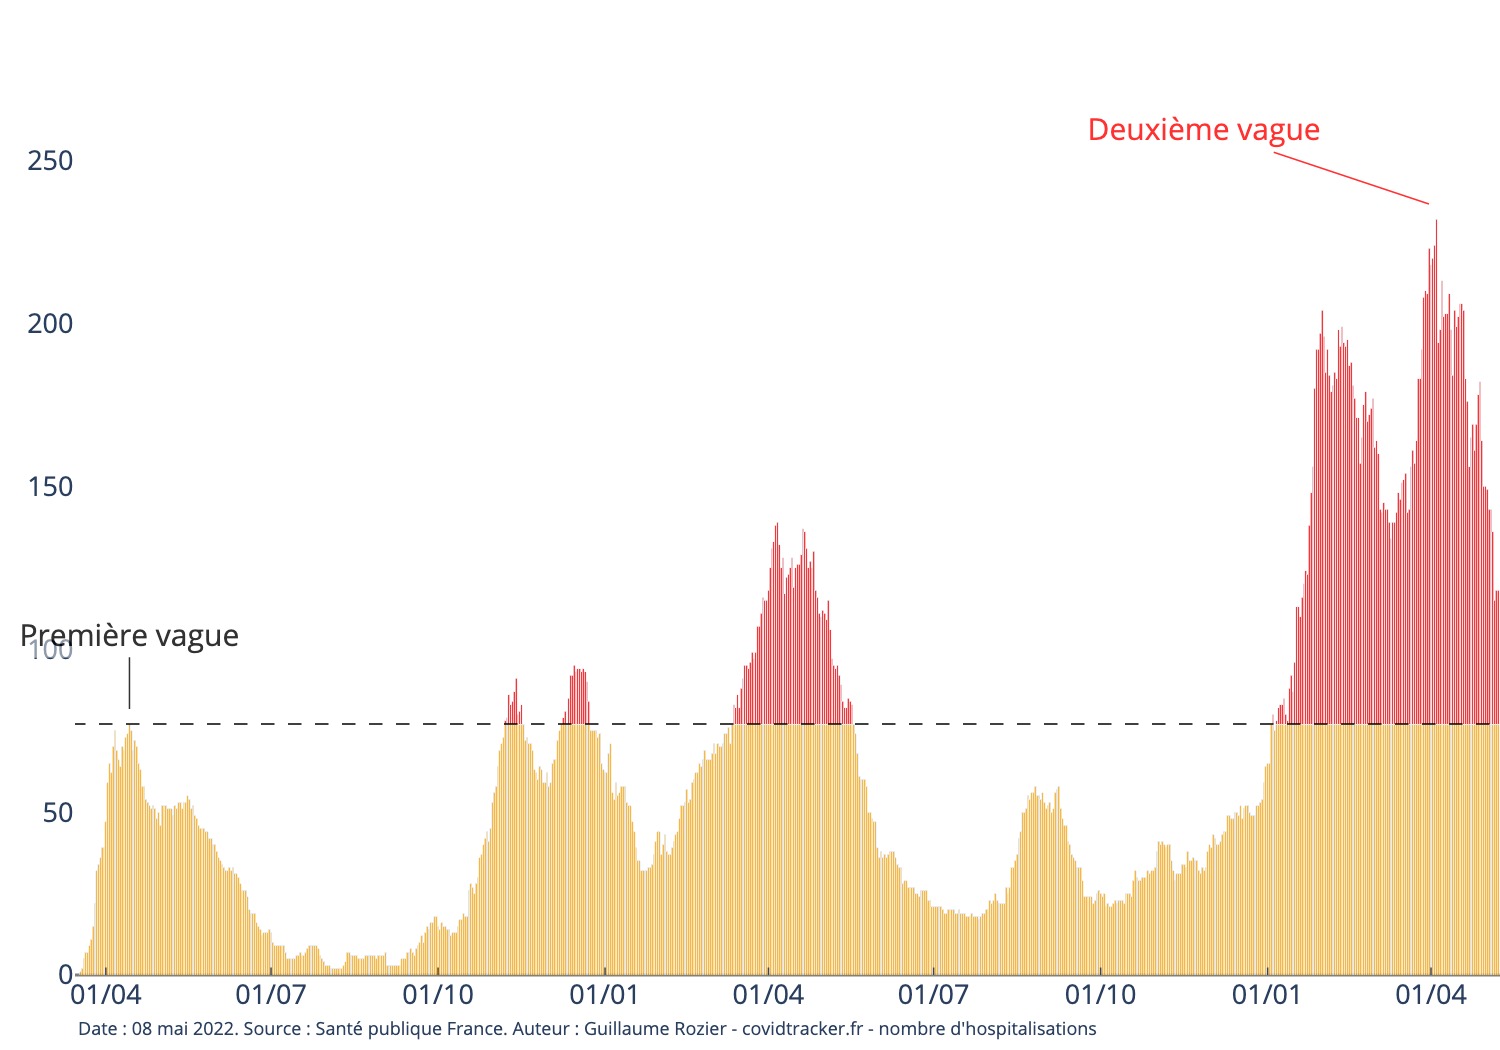 Deuxième vague
250
200
150
Première vague
100
50
0
01/04 01/07 01/10 01/01 01/04 01/07 01/10 01/01 01/04
Date : 08 mai 2022. Source : Santé publique France. Auteur : Guillaume Rozier - covidtracker.fr - nombre d'hospitalisations